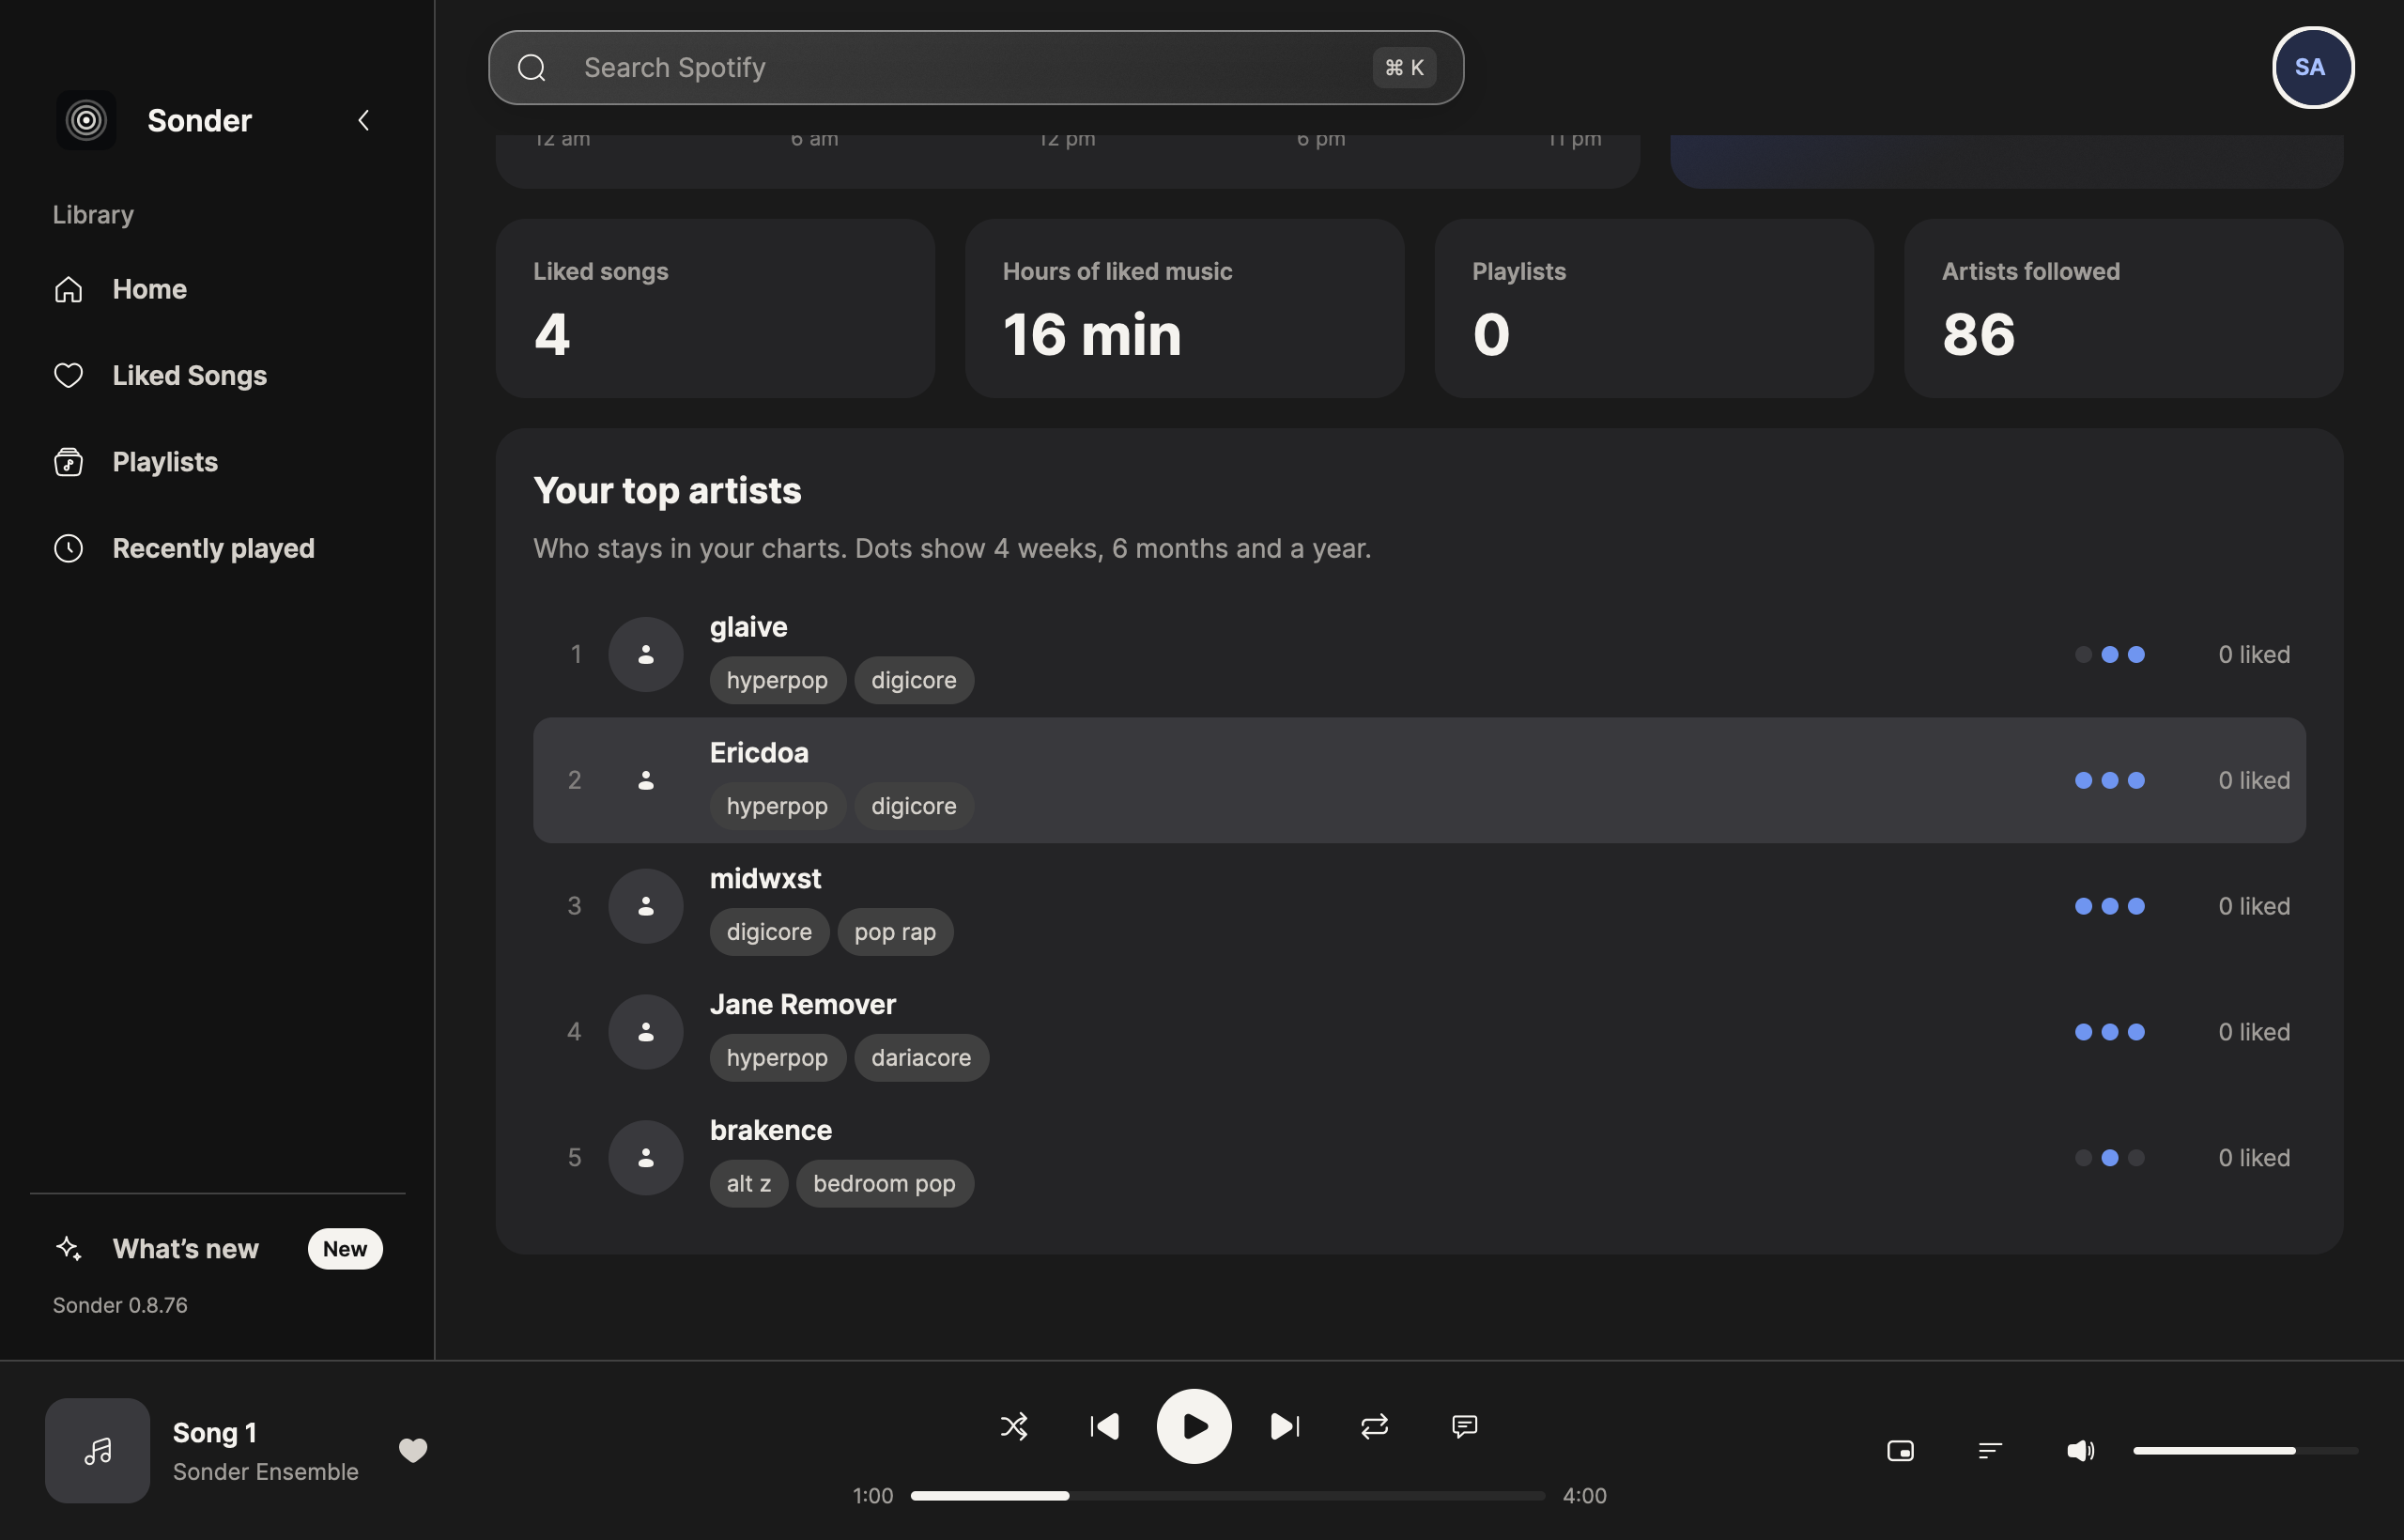 Sonder
Library
Home
Liked Songs
Playlists
Recently played
What’s new New
Sonder 0.8.76
Search Spotify ⌘ K
SA
12 am 6 am 12 pm 6 pm 11 pm
Liked songs
4
Hours of liked music
16 min
Playlists
0
Artists followed
86
Your top artists
Who stays in your charts. Dots show 4 weeks, 6 months and a year.
1 glaive 0 liked
hyperpop digicore
2 Ericdoa 0 liked
hyperpop digicore
3 midwxst 0 liked
digicore pop rap
4 Jane Remover 0 liked
hyperpop dariacore
5 brakence 0 liked
alt z bedroom pop
Song 1
Sonder Ensemble
1:00 4:00